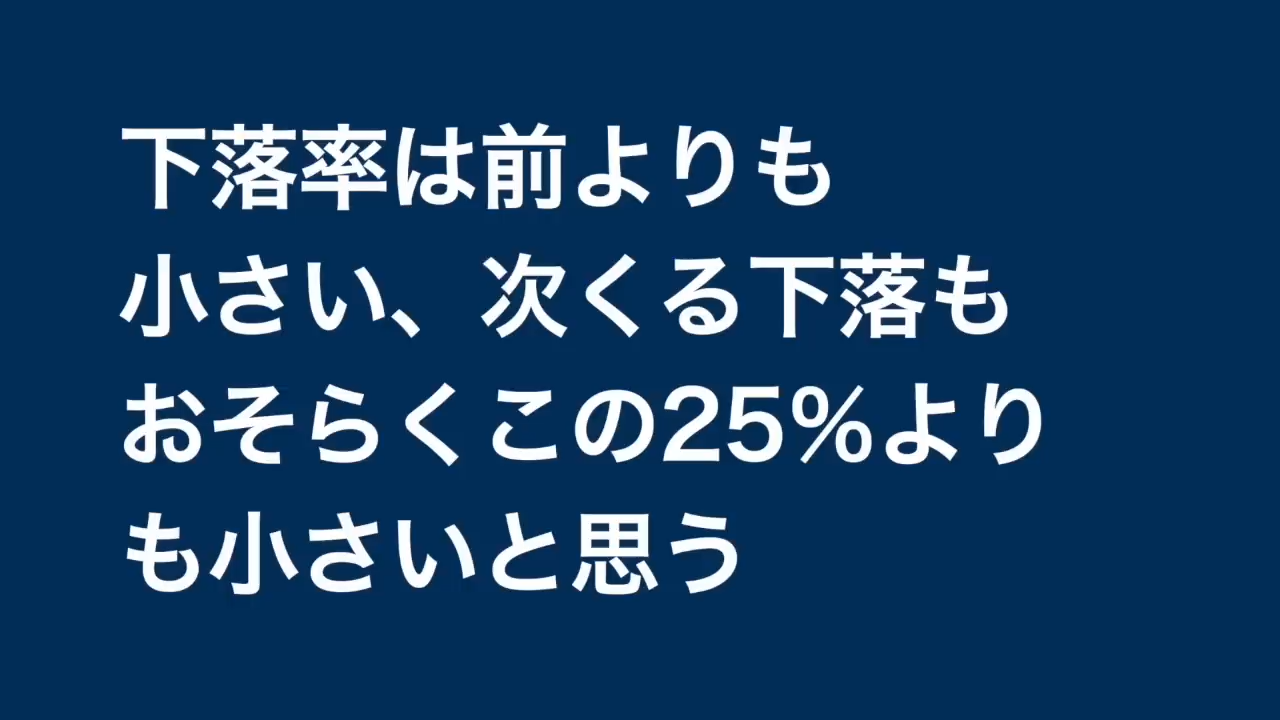 下落率は前よりも
小さい、次くる下落も
おそらくこの25%より
も小さいと思う